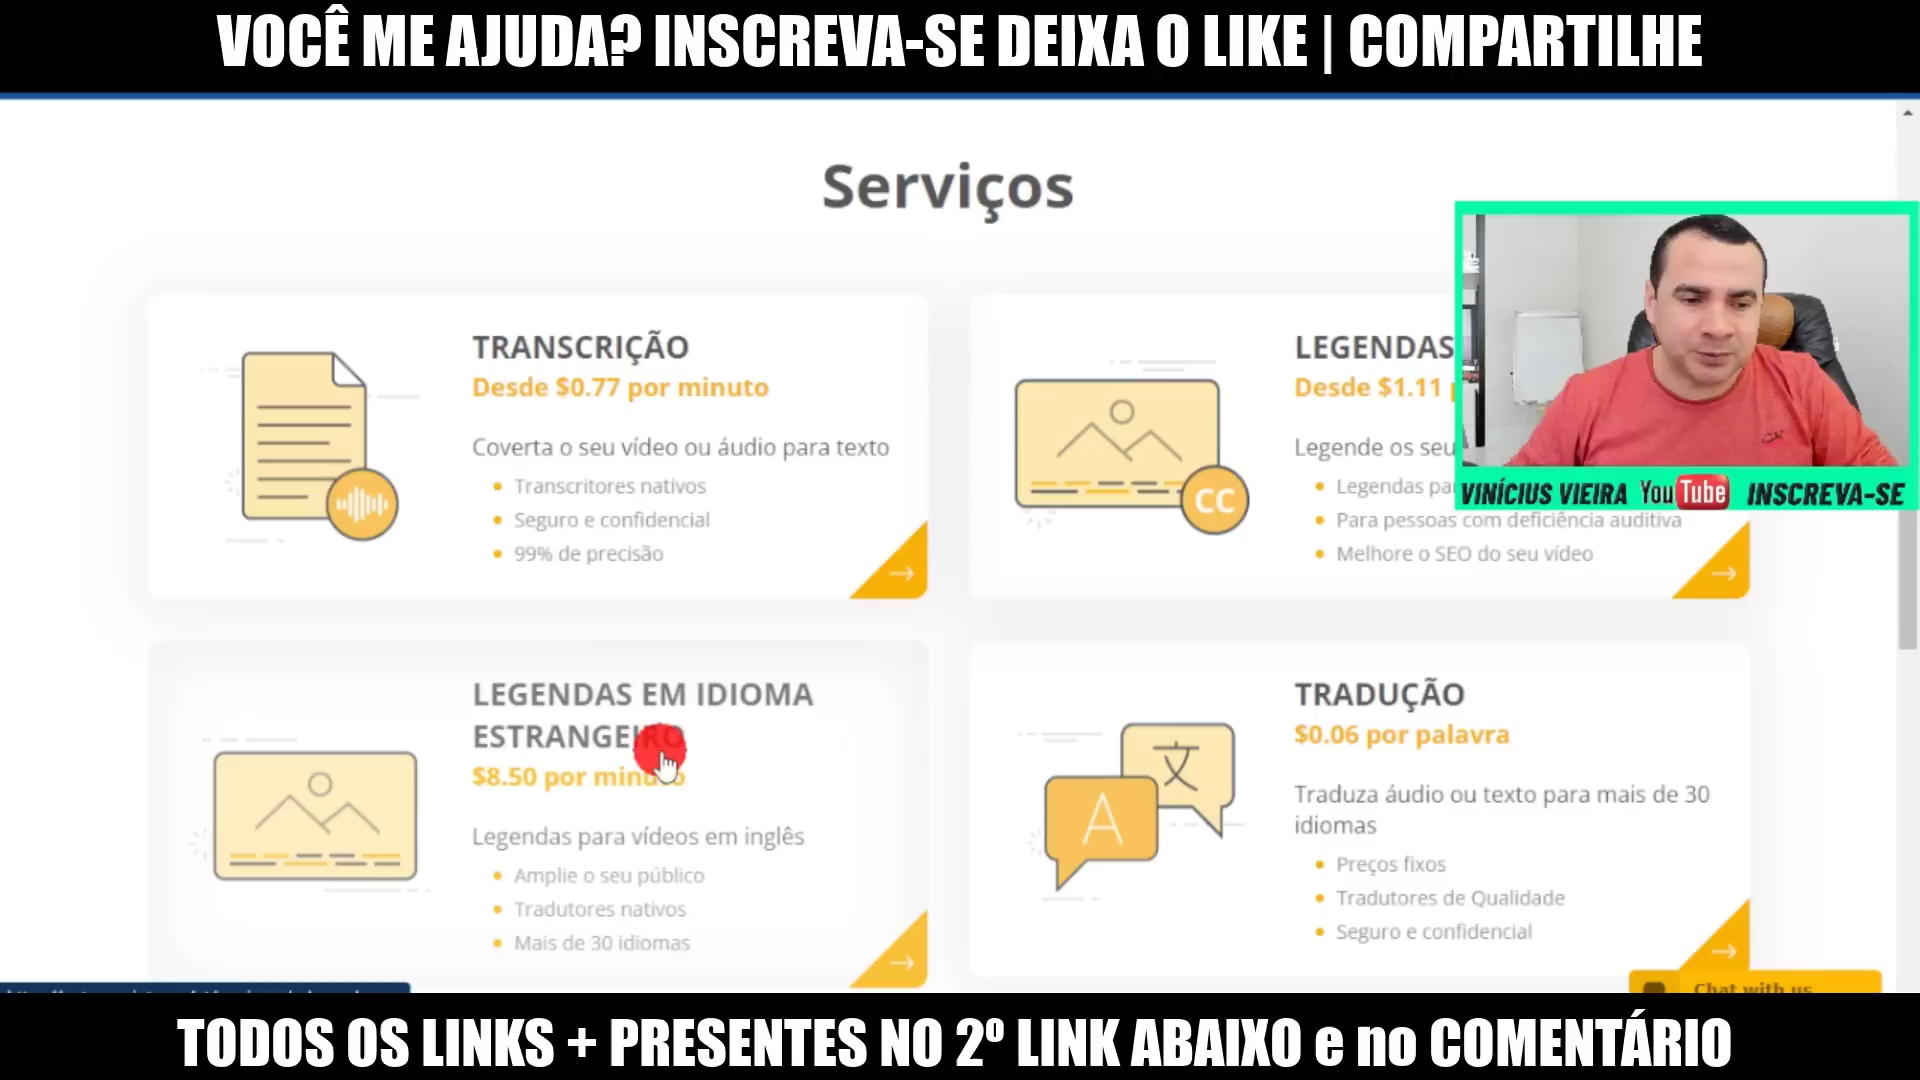 VOCÊ ME AJUDA? INSCREVA-SE DEIXA O LIKE | COMPARTILHE
Serviços
TRANSCRIÇÃO
Desde $0.77 por minuto
Coverta o seu vídeo ou áudio para texto
Transcritores nativos
Seguro e confidencial
99% de precisão
LEGENDAS
Desde $1.11
Legende os seu
Legendas
Para pessoas com deficiência auditiva
Melhore o SEO do seu vídeo
CC
VINÍCIUS VIEIRA YouTube INSCREVA-SE
LEGENDAS EM IDIOMA
ESTRANGEIRO
$8.50 por minuto
Legendas para vídeos em inglês
Amplie o seu público
Tradutores nativos
Mais de 30 idiomas
TRADUÇÃO
$0.06 por palavra
Traduza áudio ou texto para mais de 30
idiomas
Preços fixos
Tradutores de Qualidade
Seguro e confidencial
文
A
Chat with us
TODOS OS LINKS + PRESENTES NO 2º LINK ABAIXO e no COMENTÁRIO